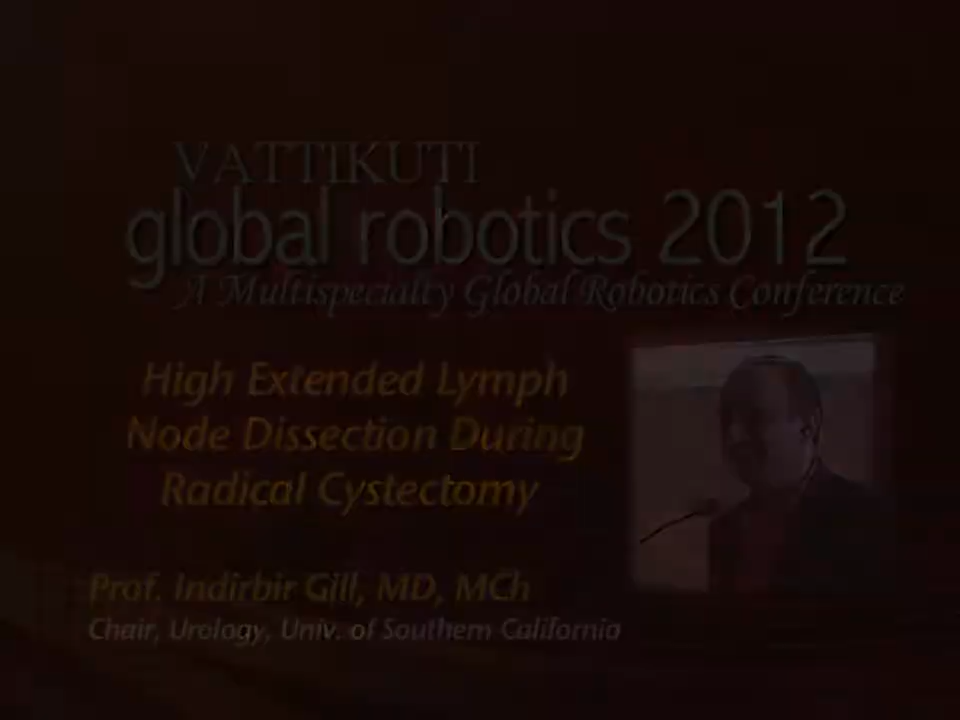 VATTIKUTI
global robotics 2012
A Multispecialty Global Robotics Conference
High Extended Lymph
Node Dissection During
Radical Cystectomy
Prof. Indirbir Gill, MD, MCh
Chair, Urology, Univ. of Southern California